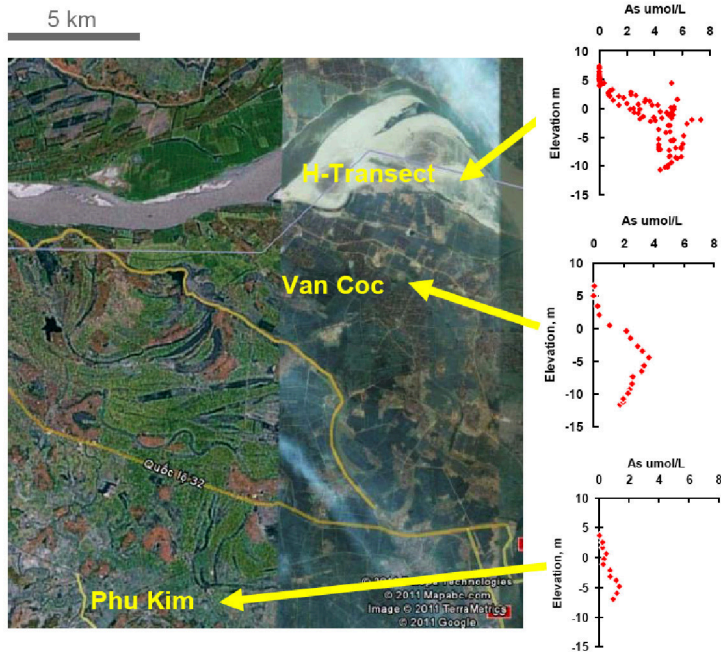 5 km
H-Transect
Van Coc
Quốc lộ 32
Phu Kim
© 2011 Mapabc.com
Image © 2011 TerraMetrics
© 2011 Google
As umol/L
0 2 4 6 8
Elevation m
10
5
0
-5
-10
-15
As umol/L
0 2 4 6 8
Elevation, m
10
5
0
-5
-10
-15
As umol/L
0 2 4 6 8
Elevation, m
10
5
0
-5
-10
-15